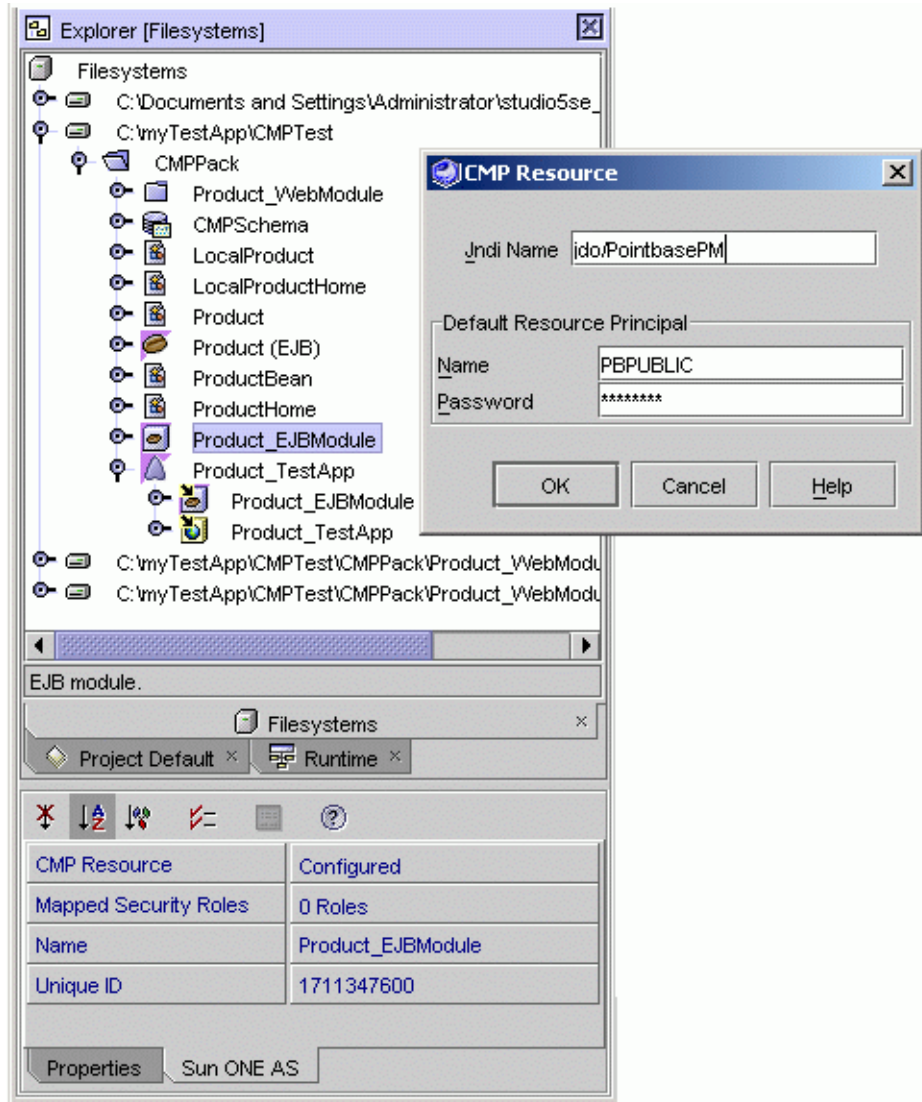 Explorer [Filesystems]
Filesystems
C:\Documents and Settings\Administrator\studio5se_
C:\myTestApp\CMPTest
CMPPack
Product_WebModule
CMPSchema
LocalProduct
LocalProductHome
Product
Product (EJB)
ProductBean
ProductHome
Product_EJBModule
Product_TestApp
Product_EJBModule
Product_TestApp
C:\myTestApp\CMPTest\CMPPack\Product_WebModu
C:\myTestApp\CMPTest\CMPPack\Product_WebModu
EJB module.
Filesystems
Project Default
Runtime
CMP Resource Configured
Mapped Security Roles 0 Roles
Name Product_EJBModule
Unique ID 1711347600
Properties Sun ONE AS
CMP Resource
Jndi Name jdo/PointbasePM
Default Resource Principal
Name PBPUBLIC
Password ********
OK Cancel Help